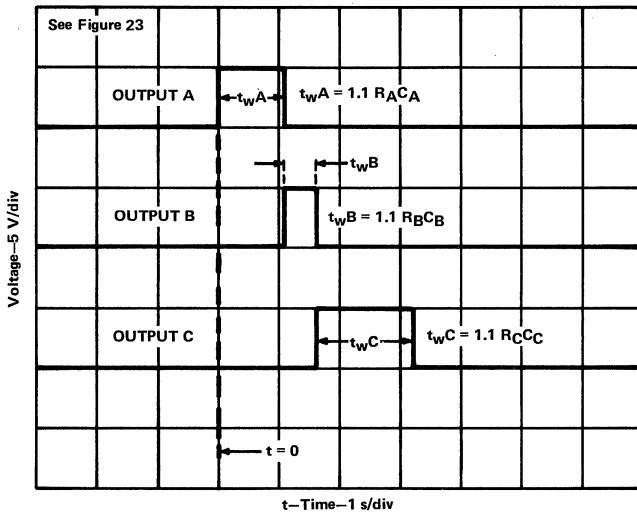 See Figure 23
OUTPUT A
twA
twA = 1.1 RACA
twB
OUTPUT B
twB = 1.1 RBCB
OUTPUT C
twC
twC = 1.1 RCCC
t = 0
Voltage—5 V/div
t—Time—1 s/div